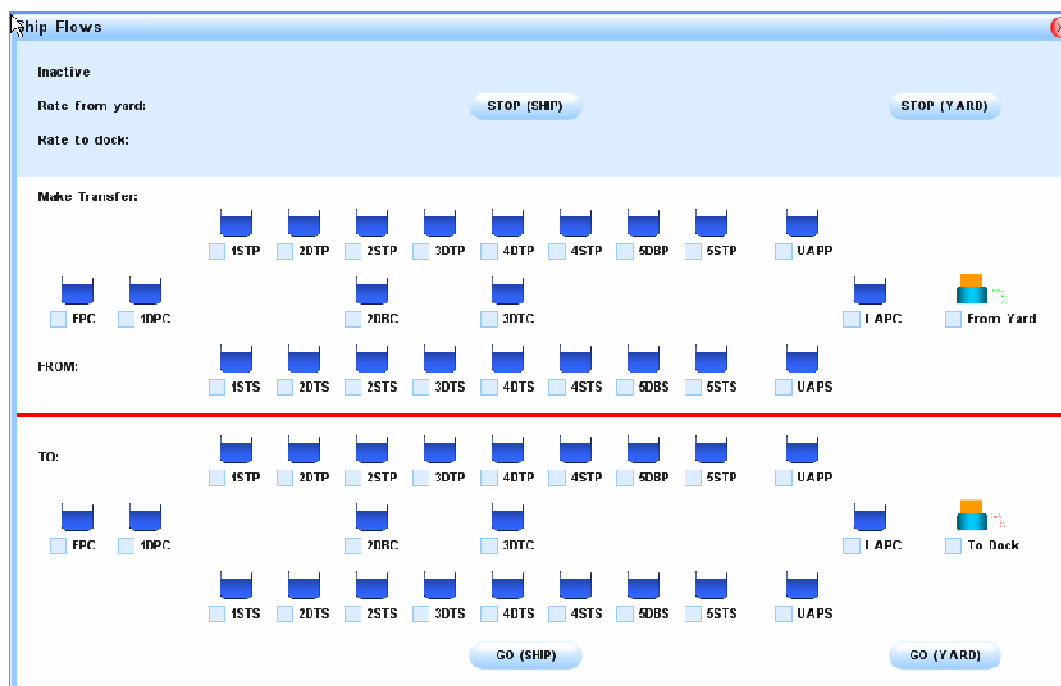 Ship Flows
Inactive
Rate from yard:
STOP (SHIP)
STOP (YARD)
Rate to dock:
Make Transfer:
1STP 2DTP 2STP 3DTP 4DTP 4STP 5DBP 5STP UAPP
FPC 1DPC 2DBC 3DTC LAPC From Yard
FROM:
1STS 2DTS 2STS 3DTS 4DTS 4STS 5DBS 5STS UAPS
TO:
1STP 2DTP 2STP 3DTP 4DTP 4STP 5DBP 5STP UAPP
FPC 1DPC 2DBC 3DTC LAPC To Dock
1STS 2DTS 2STS 3DTS 4DTS 4STS 5DBS 5STS UAPS
GO (SHIP) GO (YARD)